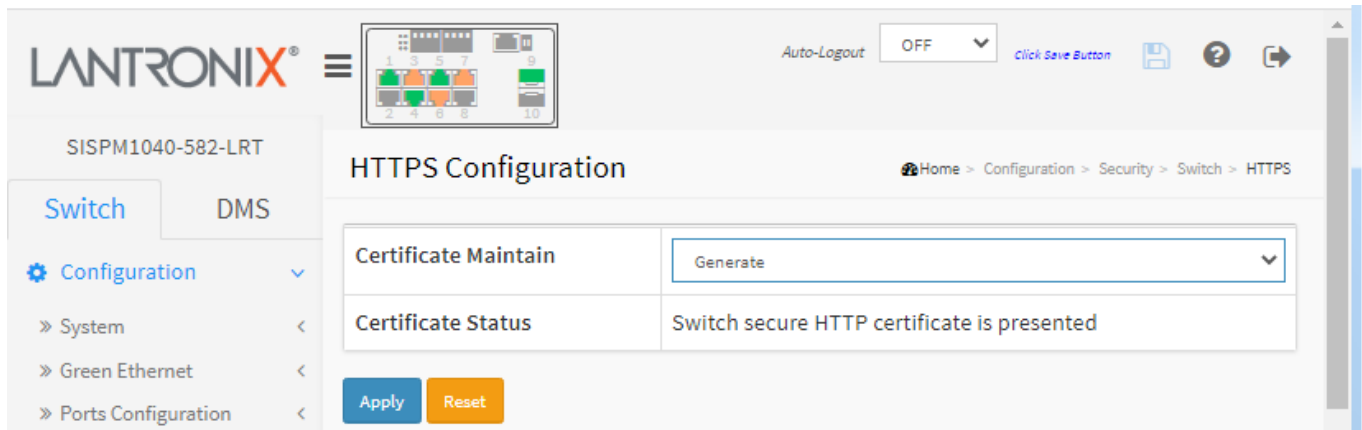 LANTRONIX®
1 3 5 7 9
2 4 6 8 10
Auto-Logout OFF Click Save Button
SISPM1040-582-LRT
HTTPS Configuration
Home > Configuration > Security > Switch > HTTPS
Switch DMS
Certificate Maintain Generate
Configuration
Certificate Status Switch secure HTTP certificate is presented
» System
» Green Ethernet
Apply Reset
» Ports Configuration